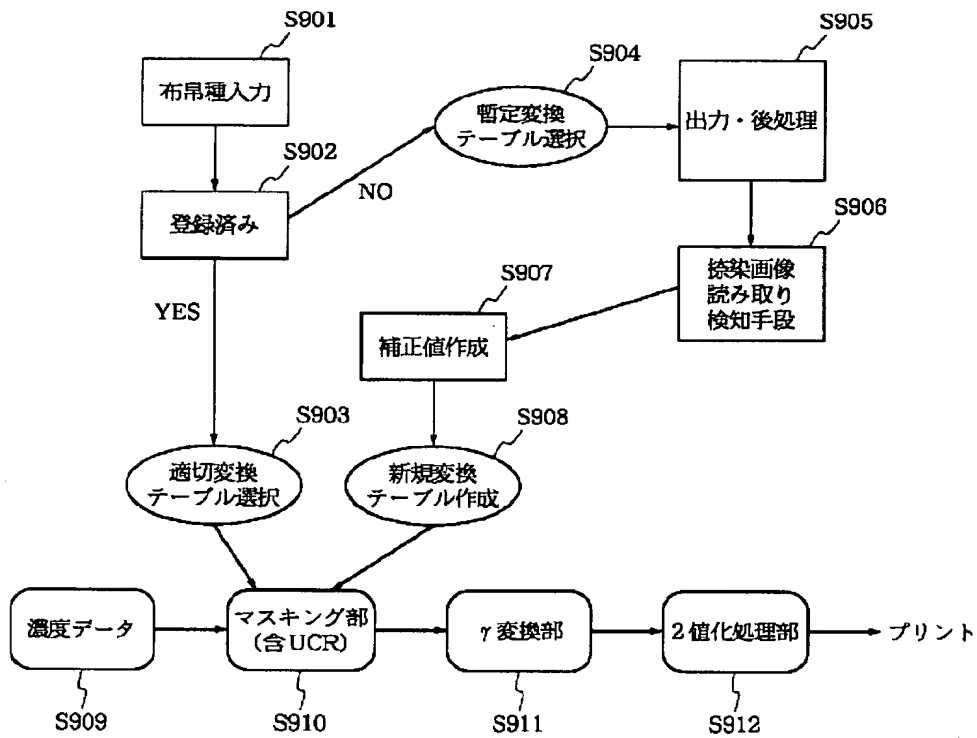 S901
布帛種入力
S902
登録済み
NO
YES
S904
暫定変換
テーブル選択
S905
出力・後処理
S906
捺染画像
読み取り
検知手段
S907
補正値作成
S903
適切変換
テーブル選択
S908
新規変換
テーブル作成
濃度データ
S909
マスキング部
(含UCR)
S910
γ変換部
S911
2値化処理部
S912
プリント